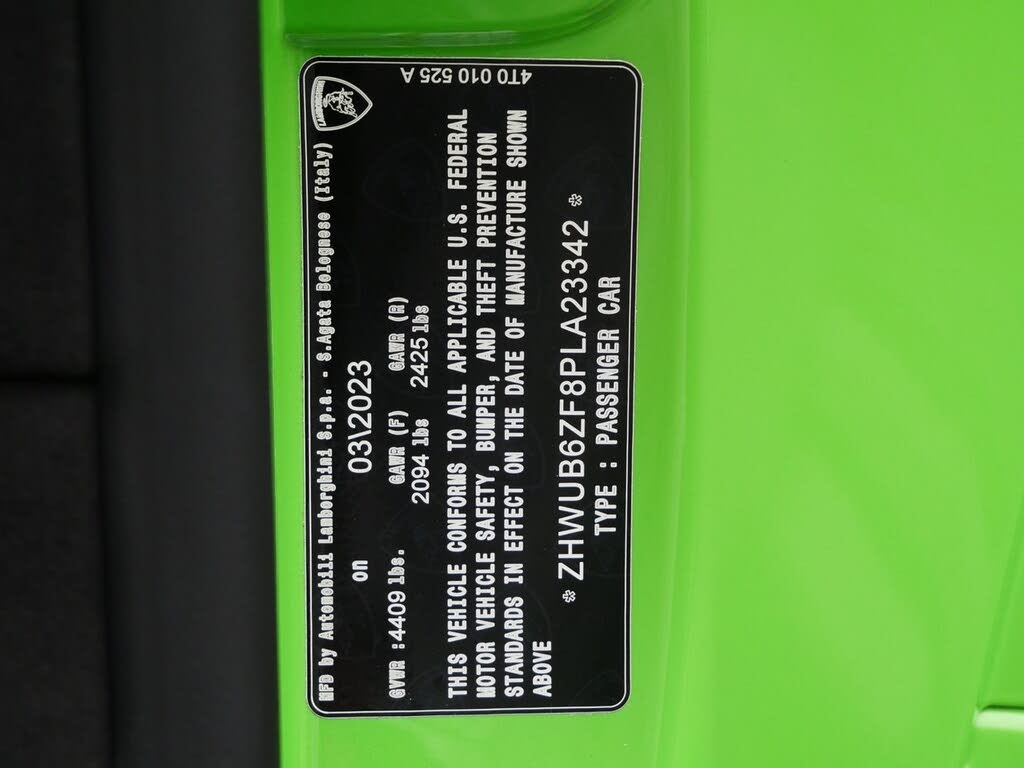 MFD by Automobili Lamborghini S.p.a. - S.Agata Bolognese (Italy)
LAMBORGHINI
on 03\2023
GAWR (F) GAWR (R)
GVWR :4409 lbs. 2094 lbs 2425 lbs
THIS VEHICLE CONFORMS TO ALL APPLICABLE U.S. FEDERAL
MOTOR VEHICLE SAFETY, BUMPER, AND THEFT PREVENTION
STANDARDS IN EFFECT ON THE DATE OF MANUFACTURE SHOWN
ABOVE
* ZHWUB6ZF8PLA23342 *
TYPE : PASSENGER CAR
4T0 010 525 A